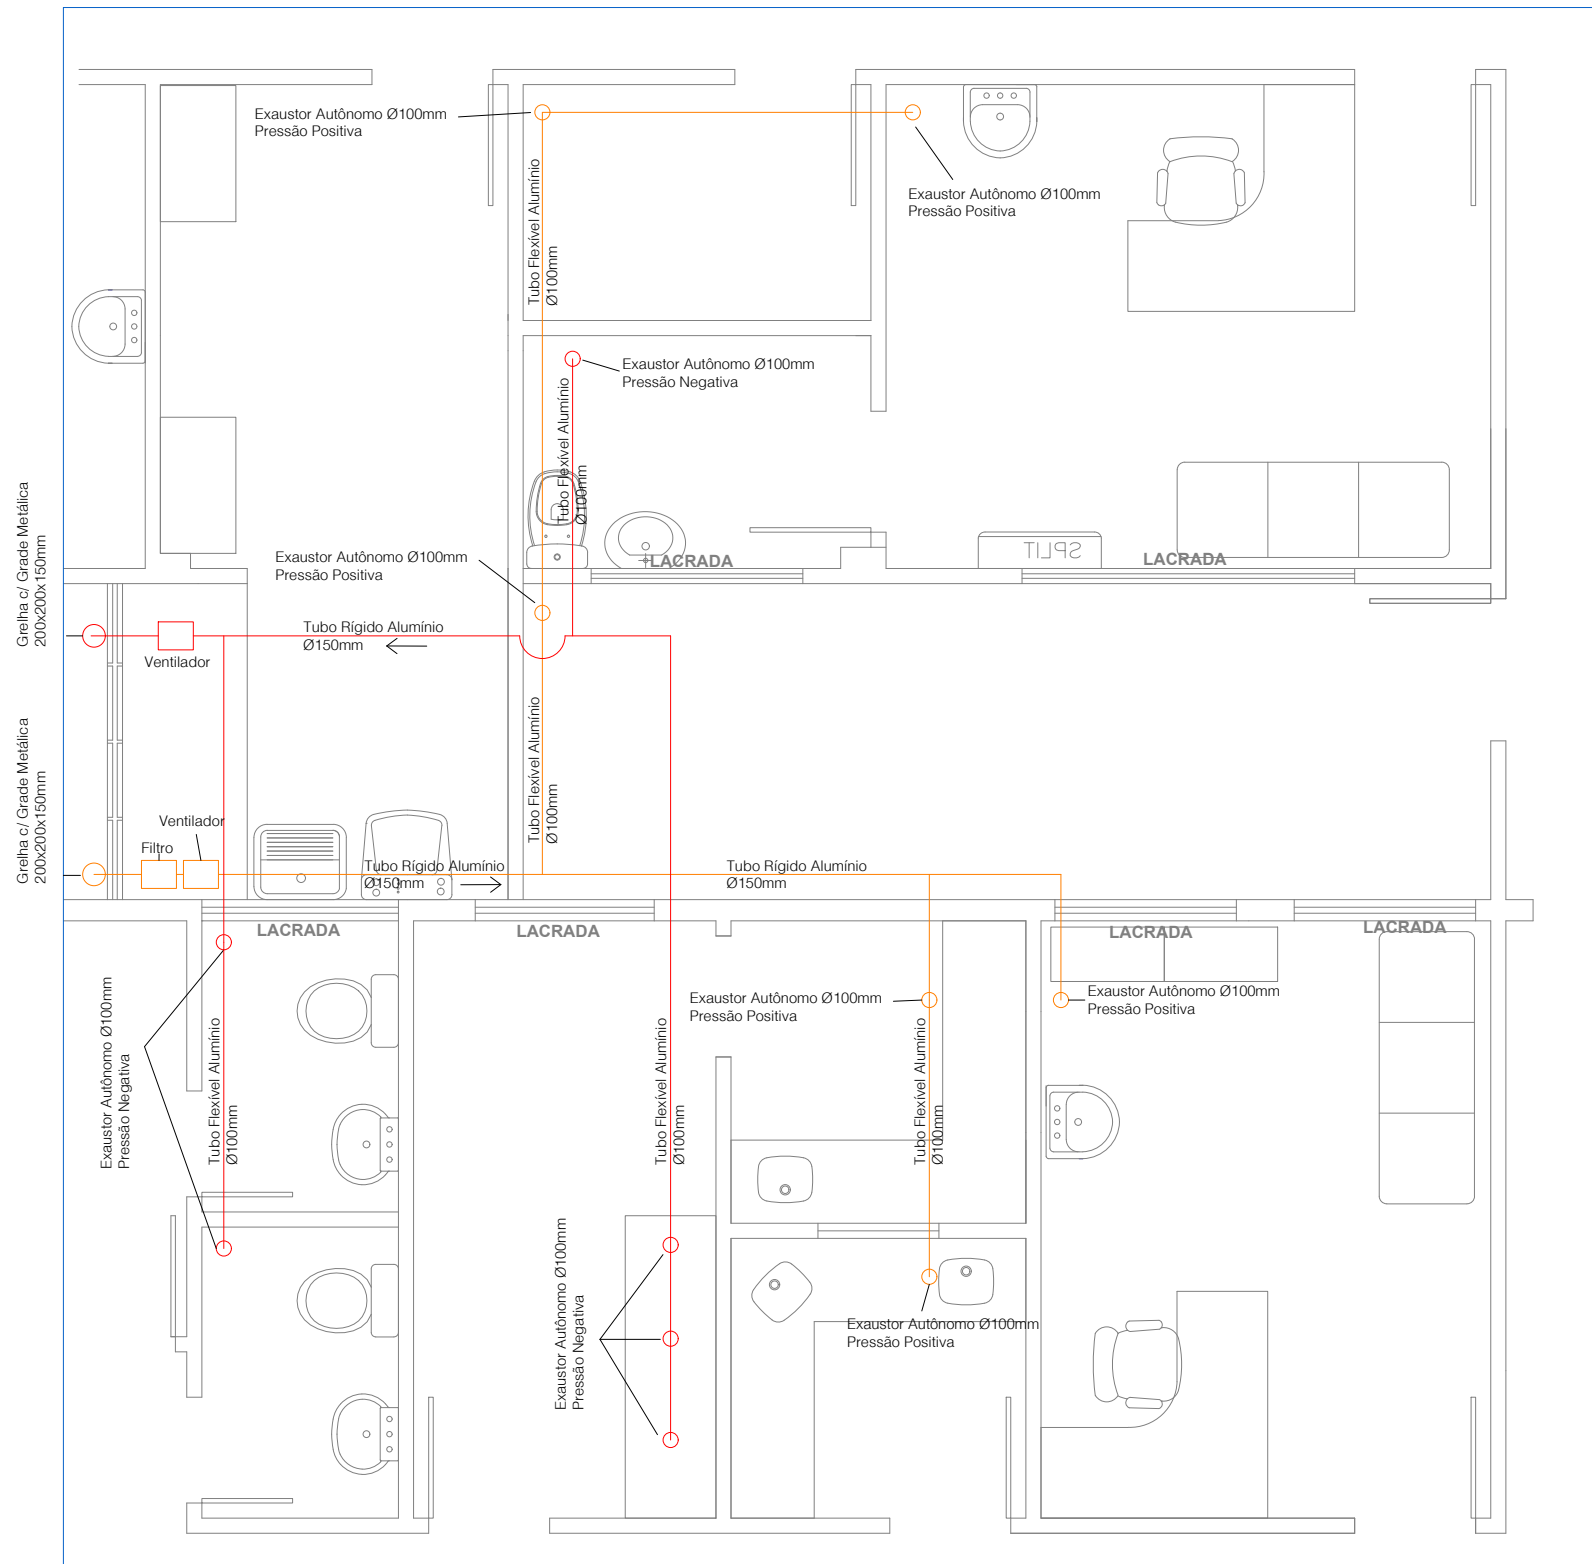 Exaustor Autônomo Ø100mm
Pressão Positiva
Exaustor Autônomo Ø100mm
Pressão Positiva
Tubo Flexível Alumínio
Ø100mm
Exaustor Autônomo Ø100mm
Pressão Negativa
Tubo Flexível Alumínio
Ø100mm
Grelha c/ Grade Metálica
200x200x150mm
Exaustor Autônomo Ø100mm
Pressão Positiva
LACRADA
SPLIT
LACRADA
Tubo Rígido Alumínio
Ø150mm
Ventilador
Grelha c/ Grade Metálica
200x200x150mm
Tubo Flexível Alumínio
Ø100mm
Ventilador
Filtro
Tubo Rígido Alumínio
Ø150mm
Tubo Rígido Alumínio
Ø150mm
LACRADA
LACRADA
LACRADA
LACRADA
Exaustor Autônomo Ø100mm
Pressão Negativa
Tubo Flexível Alumínio
Ø100mm
Tubo Flexível Alumínio
Ø100mm
Exaustor Autônomo Ø100mm
Pressão Positiva
Tubo Flexível Alumínio
Ø100mm
Exaustor Autônomo Ø100mm
Pressão Positiva
Exaustor Autônomo Ø100mm
Pressão Negativa
Exaustor Autônomo Ø100mm
Pressão Positiva